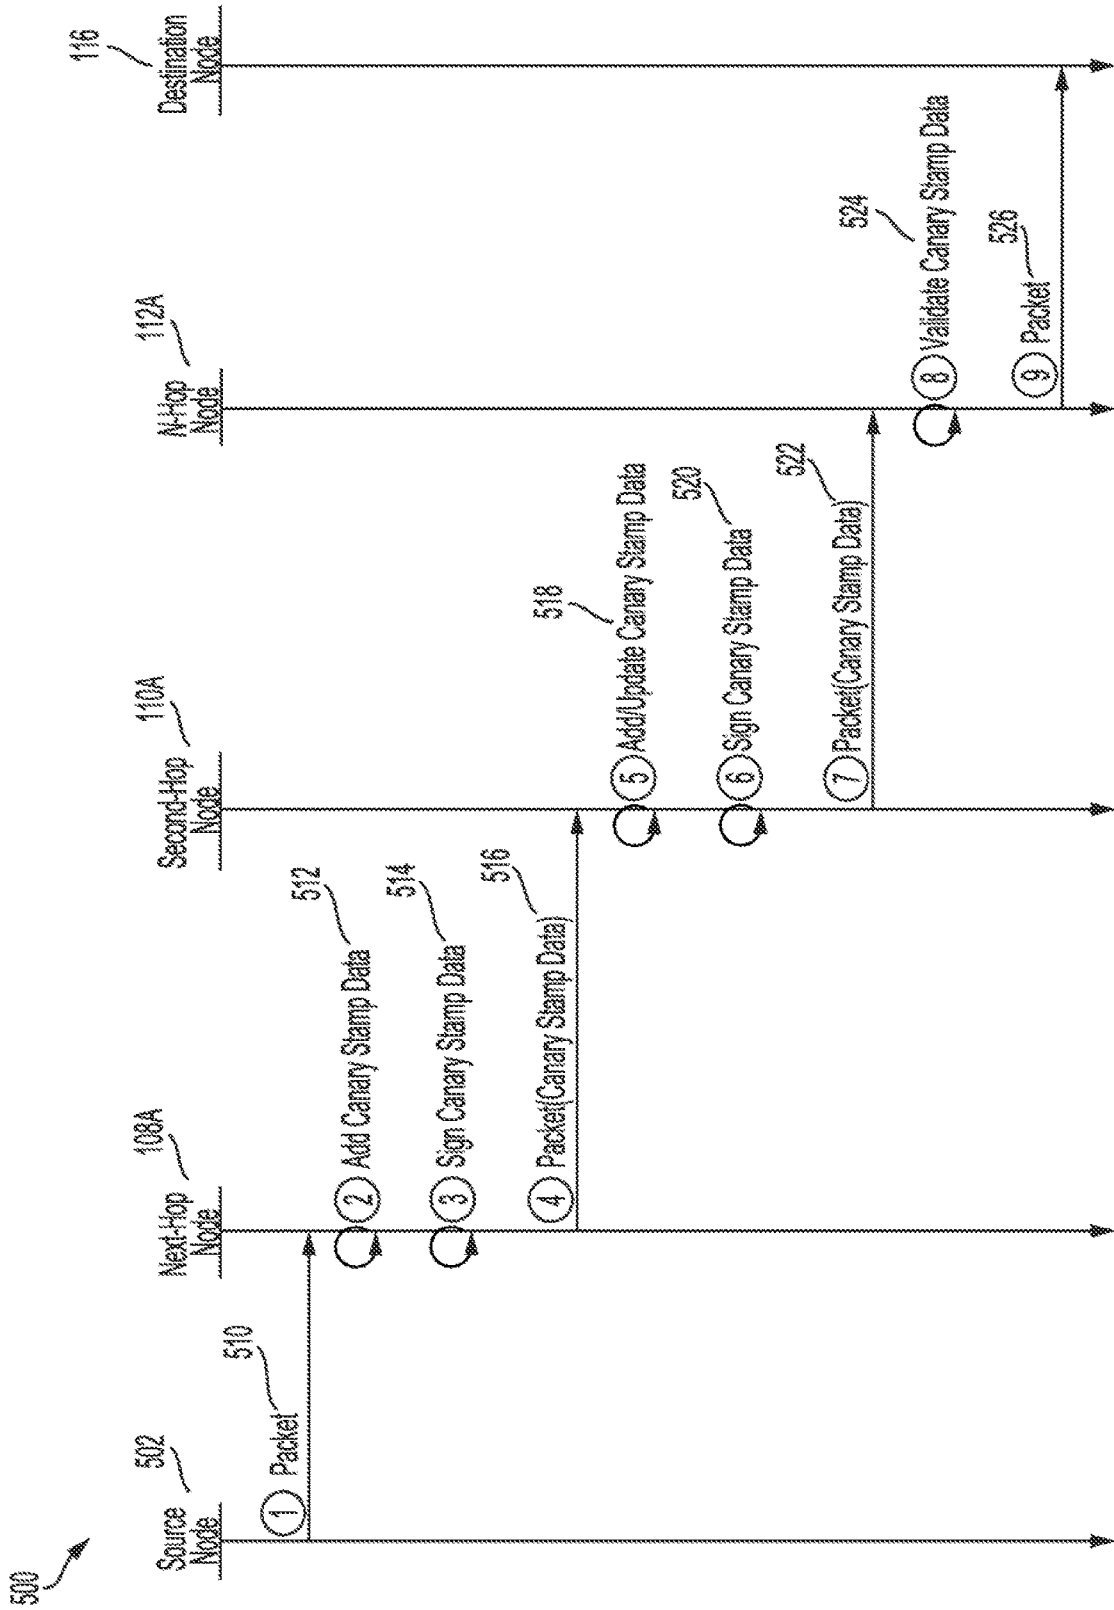 500
Source
Node
502
Next-Hop
Node
108A
Second-Hop
Node
110A
N-Hop
Node
112A
Destination
Node
116
1 Packet
510
2 Add Canary Stamp Data
512
3 Sign Canary Stamp Data
514
4 Packet(Canary Stamp Data)
516
5 Add/Update Canary Stamp Data
518
6 Sign Canary Stamp Data
520
7 Packet(Canary Stamp Data)
522
8 Validate Canary Stamp Data
524
9 Packet
526